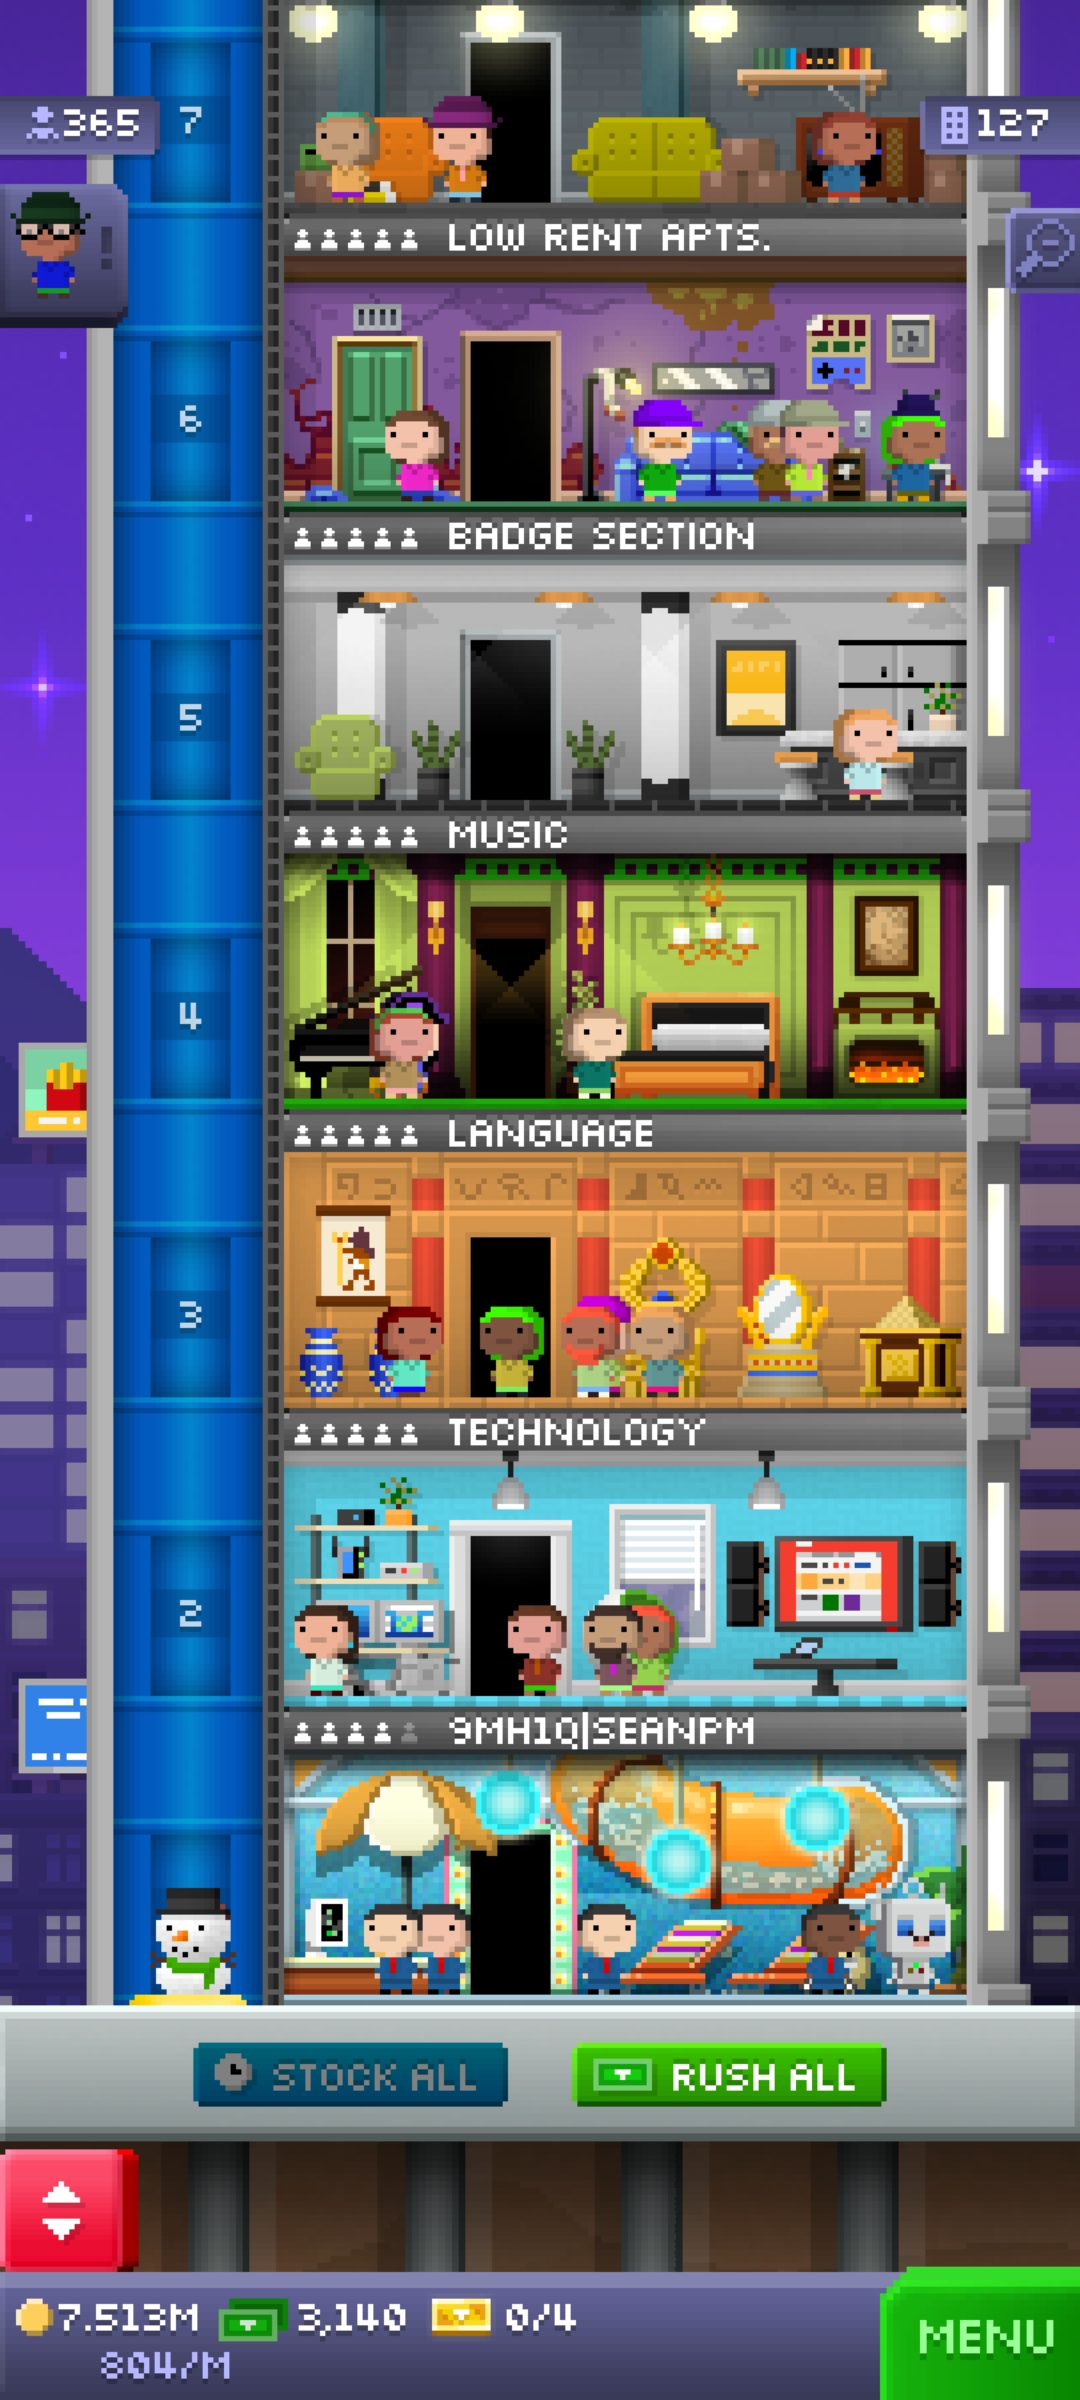 365
7
127
LOW RENT APTS.
6
BADGE SECTION
5
MUSIC
4
LANGUAGE
3
TECHNOLOGY
2
9MH1Q|SEANPM
STOCK ALL
RUSH ALL
7.513M
3,140
0/4
804/M
MENU